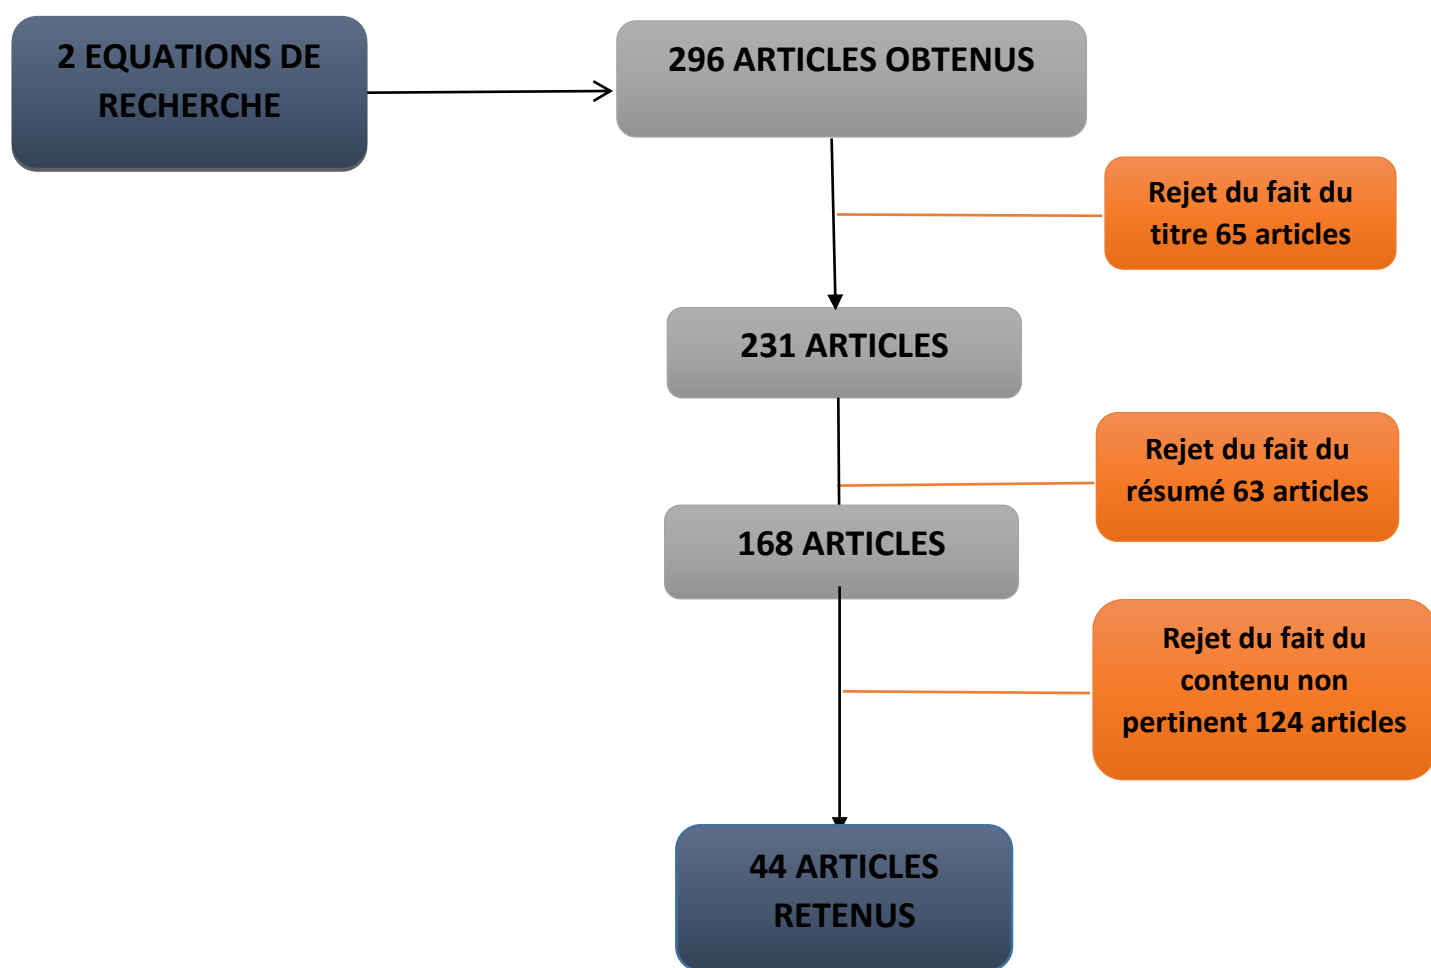 2 EQUATIONS DE
RECHERCHE
296 ARTICLES OBTENUS
Rejet du fait du
titre 65 articles
231 ARTICLES
Rejet du fait du
résumé 63 articles
168 ARTICLES
Rejet du fait du
contenu non
pertinent 124 articles
44 ARTICLES
RETENUS